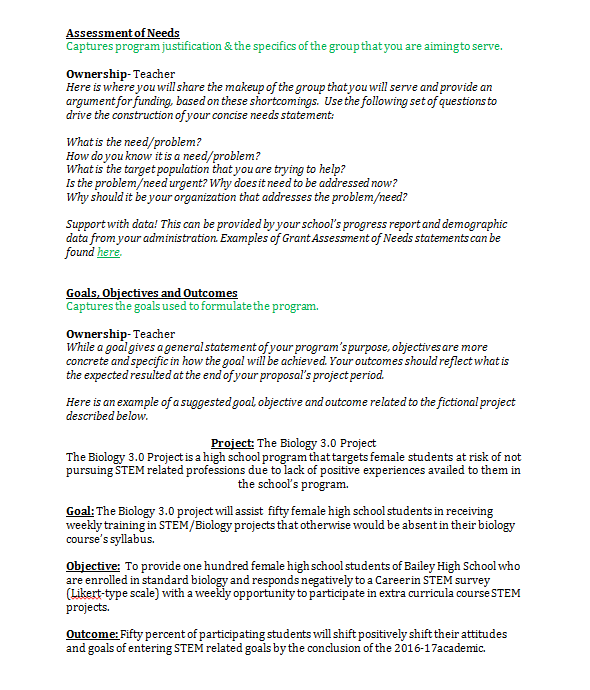 Assessment of Needs
Captures program justification & the specifics of the group that you are aiming to serve.
Ownership- Teacher
Here is where you will share the makeup of the group that you will serve and provide an
argument for funding, based on these shortcomings. Use the following set of questions to
drive the construction of your concise needs statement:
What is the need/problem?
How do you know it is a need/problem?
What is the target population that you are trying to help?
Is the problem/need urgent? Why does it need to be addressed now?
Why should it be your organization that addresses the problem/need?
Support with data! This can be provided by your school's progress report and demographic
data from your administration. Examples of Grant Assessment of Needs statements can be
found here.
Goals, Objectives and Outcomes
Captures the goals used to formulate the program.
Ownership- Teacher
While a goal gives a general statement of your program's purpose, objectives are more
concrete and specific in how the goal will be achieved. Your outcomes should reflect what is
the expected resulted at the end of your proposal's project period.
Here is an example of a suggested goal, objective and outcome related to the fictional project
described below.
Project: The Biology 3.0 Project
The Biology 3.0 Project is a high school program that targets female students at risk of not
pursuing STEM related professions due to lack of positive experiences availed to them in
the school's program.
Goal: The Biology 3.0 project will assist fifty female high school students in receiving
weekly training in STEM/Biology projects that otherwise would be absent in their biology
course's syllabus.
Objective: To provide one hundred female high school students of Bailey High School who
are enrolled in standard biology and responds negatively to a Career in STEM survey
(Likert-type scale) with a weekly opportunity to participate in extra curricula course STEM
projects.
Outcome: Fifty percent of participating students will shift positively shift their attitudes
and goals of entering STEM related goals by the conclusion of the 2016-17academic.